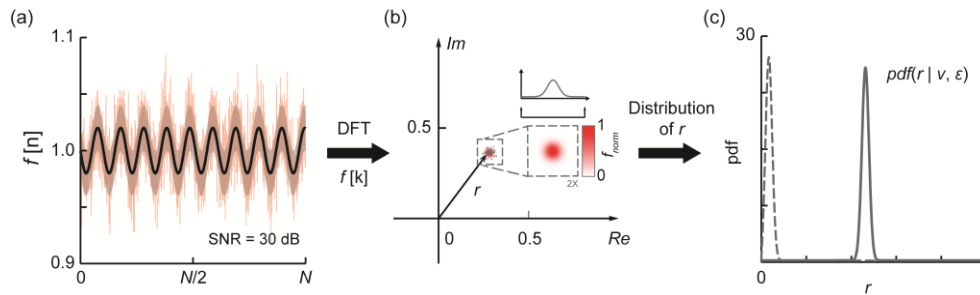 (a)
1.1
f [n]
1.0
0.9
SNR = 30 dB
0
N/2
N
DFT
f [k]
(b)
Im
0.5
r
0
0.5
Re
1
0
f_norm
2X
Distribution
of r
(c)
30
pdf
pdf(r | v, ε)
0
r